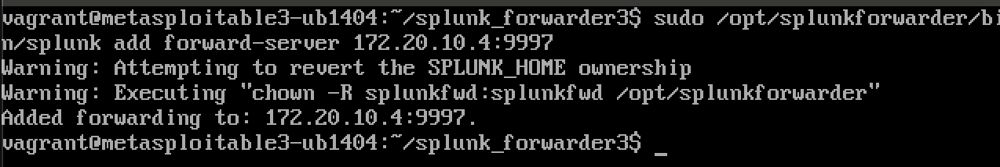 vagrant@metasploitable3-ub1404:~/splunk_forwarder3$ sudo /opt/splunkforwarder/bi
n/splunk add forward-server 172.20.10.4:9997
Warning: Attempting to revert the SPLUNK_HOME ownership
Warning: Executing "chown -R splunkfwd:splunkfwd /opt/splunkforwarder"
Added forwarding to: 172.20.10.4:9997.
vagrant@metasploitable3-ub1404:~/splunk_forwarder3$ _